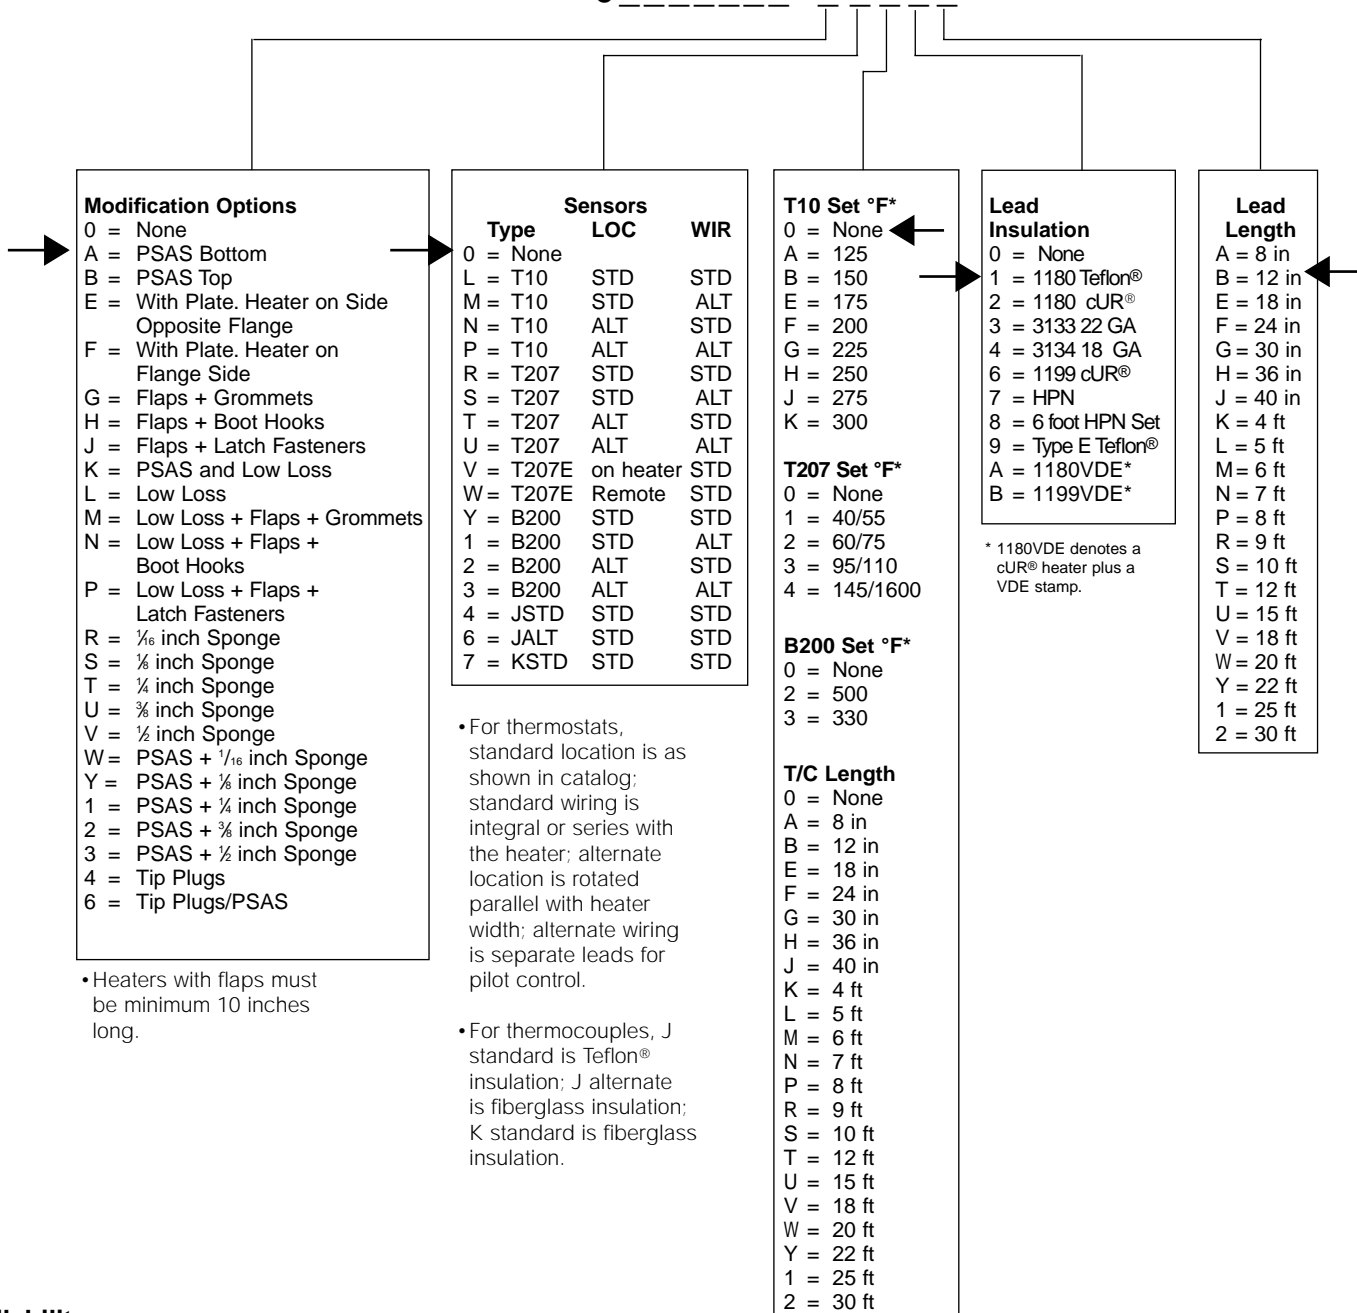 g _ _ _ _ _ _ _   _ _ _ _ _
Modification Options
0 = None
A = PSAS Bottom
B = PSAS Top
E = With Plate. Heater on Side
Opposite Flange
F = With Plate. Heater on
Flange Side
G = Flaps + Grommets
H = Flaps + Boot Hooks
J = Flaps + Latch Fasteners
K = PSAS and Low Loss
L = Low Loss
M = Low Loss + Flaps + Grommets
N = Low Loss + Flaps +
Boot Hooks
P = Low Loss + Flaps +
Latch Fasteners
R = 1/16 inch Sponge
S = 1/8 inch Sponge
T = 1/4 inch Sponge
U = 3/8 inch Sponge
V = 1/2 inch Sponge
W = PSAS + 1/16 inch Sponge
Y = PSAS + 1/8 inch Sponge
1 = PSAS + 1/4 inch Sponge
2 = PSAS + 3/8 inch Sponge
3 = PSAS + 1/2 inch Sponge
4 = Tip Plugs
6 = Tip Plugs/PSAS
• Heaters with flaps must
be minimum 10 inches
long.
Sensors
Type LOC WIR
0 = None
L = T10 STD STD
M = T10 STD ALT
N = T10 ALT STD
P = T10 ALT ALT
R = T207 STD STD
S = T207 STD ALT
T = T207 ALT STD
U = T207 ALT ALT
V = T207E on heater STD
W = T207E Remote STD
Y = B200 STD STD
1 = B200 STD ALT
2 = B200 ALT STD
3 = B200 ALT ALT
4 = JSTD STD STD
6 = JALT STD STD
7 = KSTD STD STD
• For thermostats,
standard location is as
shown in catalog;
standard wiring is
integral or series with
the heater; alternate
location is rotated
parallel with heater
width; alternate wiring
is separate leads for
pilot control.
• For thermocouples, J
standard is Teflon®
insulation; J alternate
is fiberglass insulation;
K standard is fiberglass
insulation.
T10 Set °F*
0 = None
A = 125
B = 150
E = 175
F = 200
G = 225
H = 250
J = 275
K = 300
T207 Set °F*
0 = None
1 = 40/55
2 = 60/75
3 = 95/110
4 = 145/1600
B200 Set °F*
0 = None
2 = 500
3 = 330
T/C Length
0 = None
A = 8 in
B = 12 in
E = 18 in
F = 24 in
G = 30 in
H = 36 in
J = 40 in
K = 4 ft
L = 5 ft
M = 6 ft
N = 7 ft
P = 8 ft
R = 9 ft
S = 10 ft
T = 12 ft
U = 15 ft
V = 18 ft
W = 20 ft
Y = 22 ft
1 = 25 ft
2 = 30 ft
Lead
Insulation
0 = None
1 = 1180 Teflon®
2 = 1180 cUR®
3 = 3133 22 GA
4 = 3134 18 GA
6 = 1199 cUR®
7 = HPN
8 = 6 foot HPN Set
9 = Type E Teflon®
A = 1180VDE*
B = 1199VDE*
* 1180VDE denotes a
cUR® heater plus a
VDE stamp.
Lead
Length
A = 8 in
B = 12 in
E = 18 in
F = 24 in
G = 30 in
H = 36 in
J = 40 in
K = 4 ft
L = 5 ft
M = 6 ft
N = 7 ft
P = 8 ft
R = 9 ft
S = 10 ft
T = 12 ft
U = 15 ft
V = 18 ft
W = 20 ft
Y = 22 ft
1 = 25 ft
2 = 30 ft